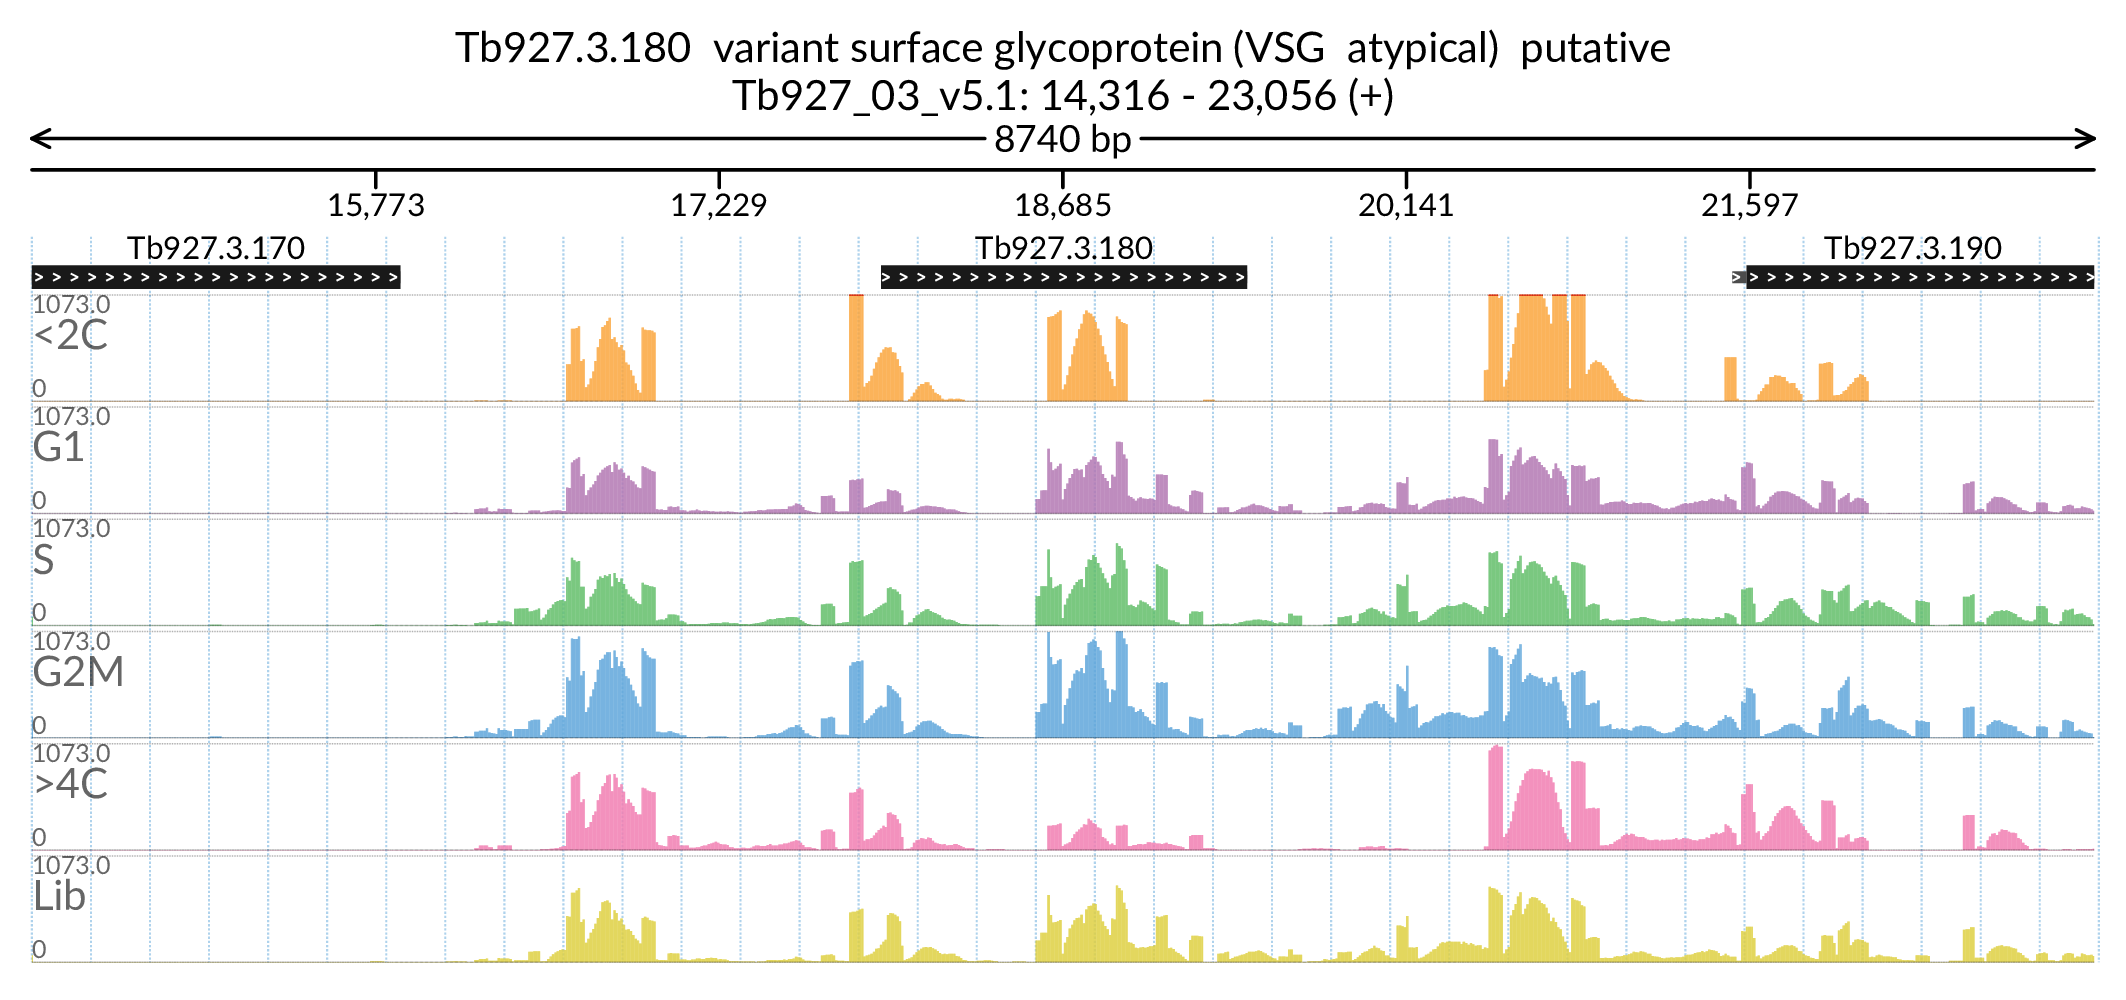 Tb927.3.180  variant surface glycoprotein (VSG  atypical)  putative
Tb927_03_v5.1: 14,316 - 23,056 (+)
8740 bp
15,773 17,229 18,685 20,141 21,597
Tb927.3.170 Tb927.3.180 Tb927.3.190
1073.0
<2C
0
1073.0
G1
0
1073.0
S
0
1073.0
G2M
0
1073.0
>4C
0
1073.0
Lib
0